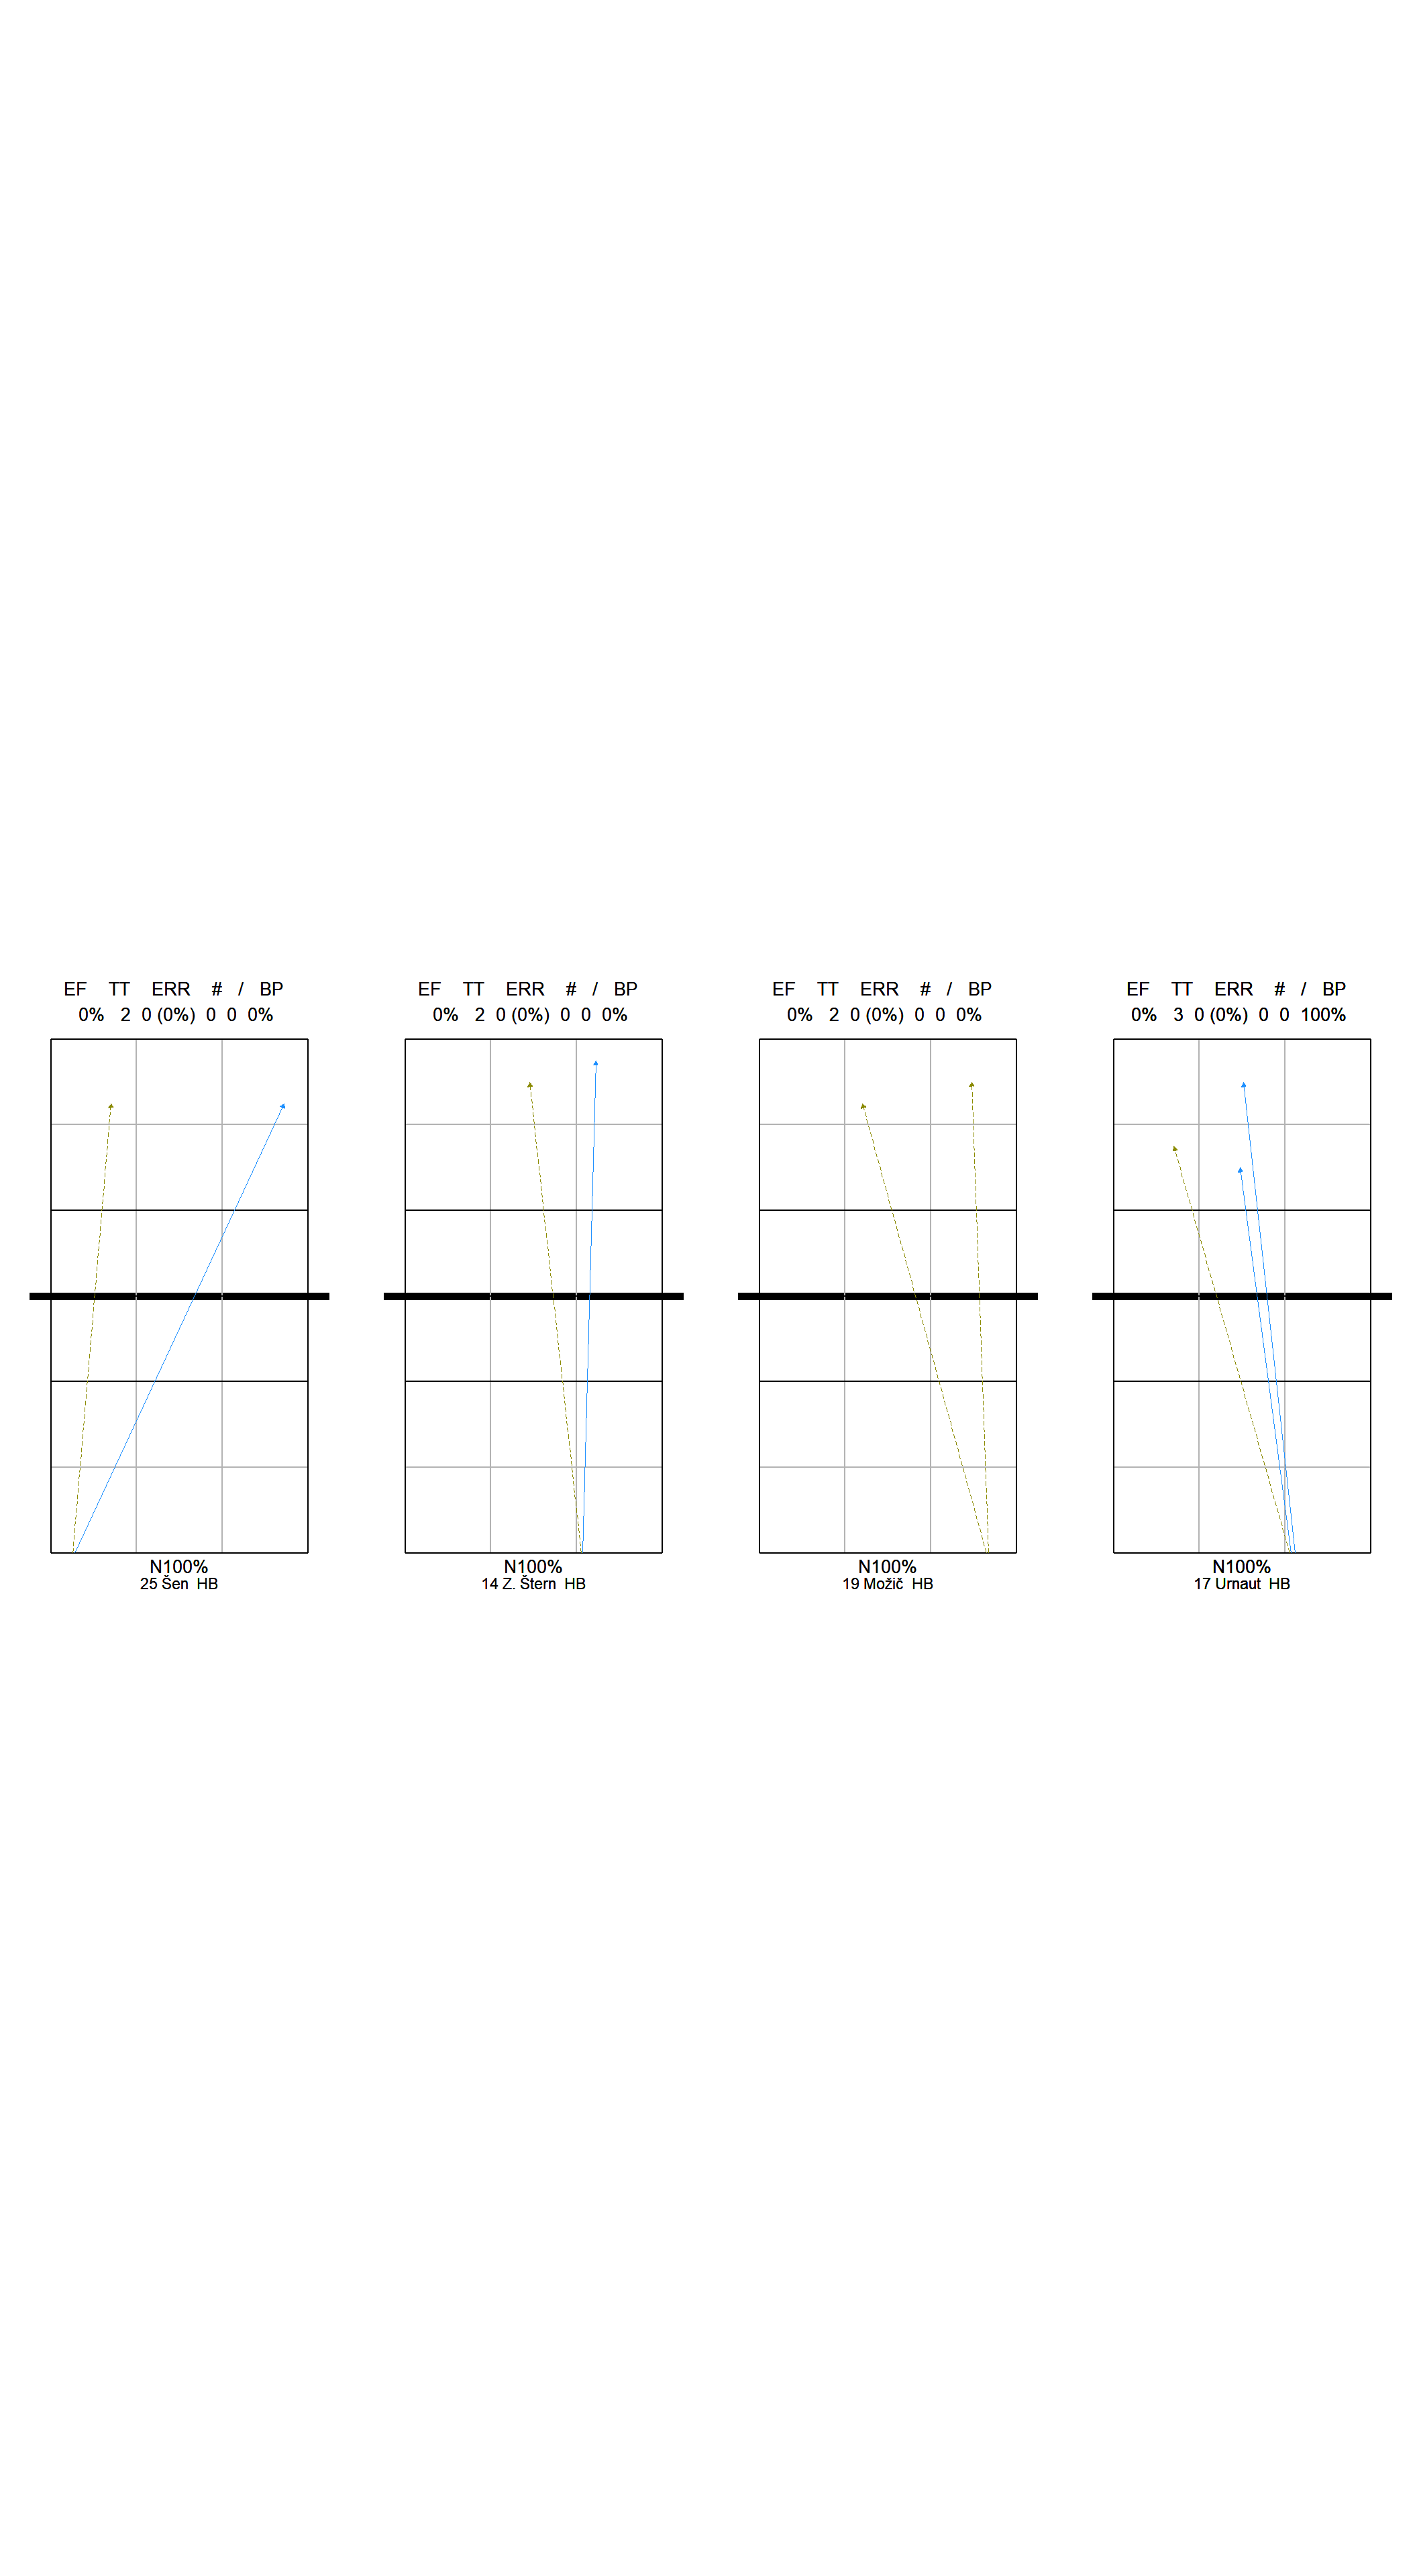 EF TT ERR # / BP
0% 2 0 (0%) 0 0 0%
N100%
25 Šen HB
EF TT ERR # / BP
0% 2 0 (0%) 0 0 0%
N100%
14 Z. Štern HB
EF TT ERR # / BP
0% 2 0 (0%) 0 0 0%
N100%
19 Možič HB
EF TT ERR # / BP
0% 3 0 (0%) 0 0 100%
N100%
17 Urnaut HB